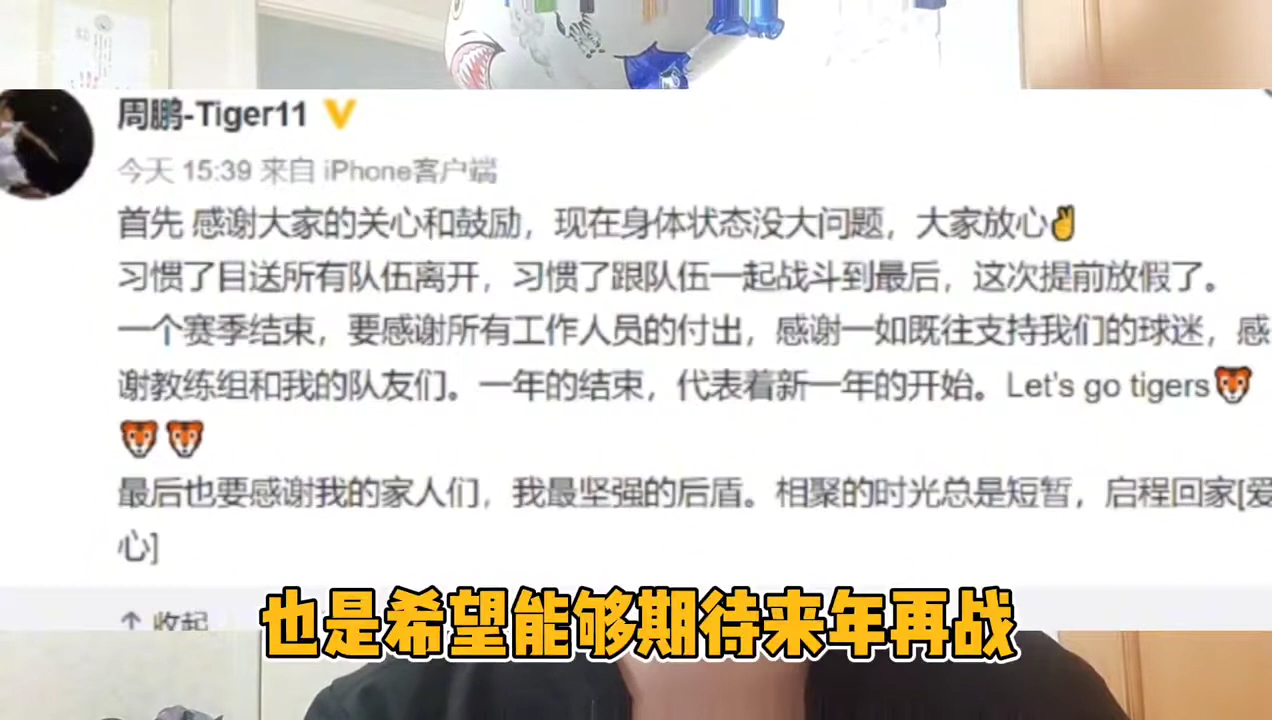 周鹏-Tiger11
今天 15:39 来自 iPhone客户端
首先 感谢大家的关心和鼓励，现在身体状态没大问题，大家放心✌
习惯了目送所有队伍离开，习惯了跟队伍一起战斗到最后，这次提前放假了。
一个赛季结束，要感谢所有工作人员的付出，感谢一如既往支持我们的球迷，感
谢教练组和我的队友们。一年的结束，代表着新一年的开始。Let's go tigers🐯
🐯🐯
最后也要感谢我的家人们，我最坚强的后盾。相聚的时光总是短暂，启程回家[爱
心]
↑ 收起
也是希望能够期待来年再战